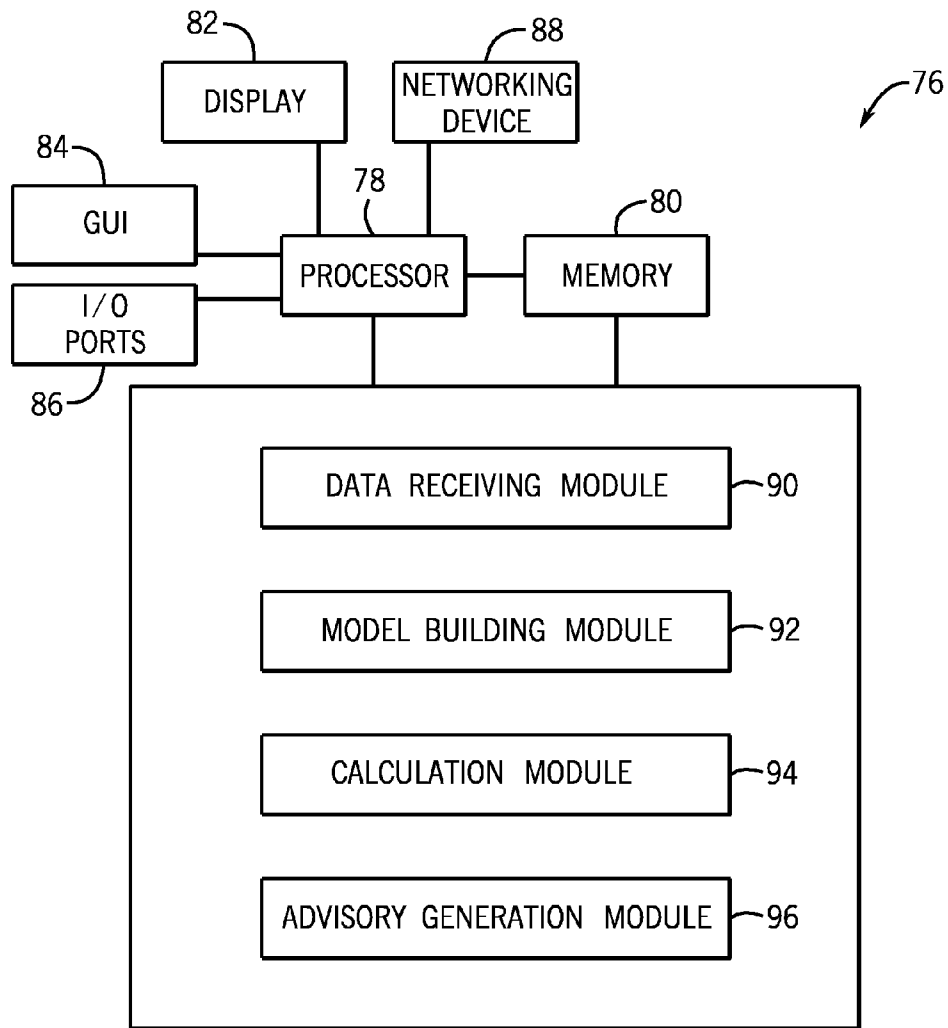 82
88
DISPLAY
NETWORKING
DEVICE
76
84
GUI
78
80
PROCESSOR
MEMORY
I/O
PORTS
86
DATA RECEIVING MODULE
90
MODEL BUILDING MODULE
92
CALCULATION MODULE
94
ADVISORY GENERATION MODULE
96